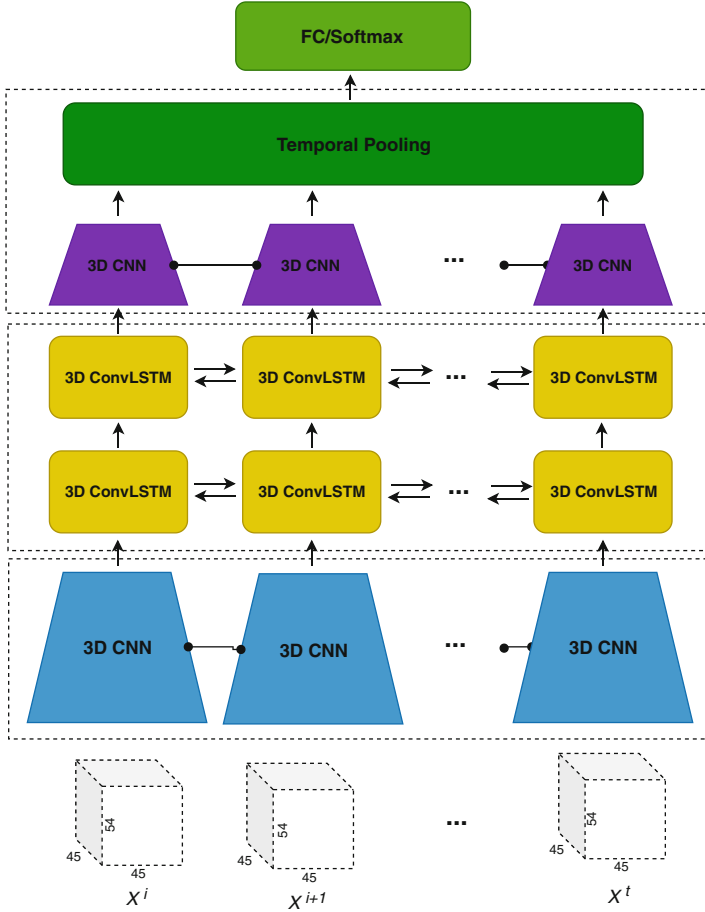 FC/Softmax
Temporal Pooling
3D CNN 3D CNN ... 3D CNN
3D ConvLSTM 3D ConvLSTM ... 3D ConvLSTM
3D ConvLSTM 3D ConvLSTM ... 3D ConvLSTM
3D CNN 3D CNN ... 3D CNN
54 54 ... 54
45 45 45 45 45 45
X^i X^{i+1} X^t